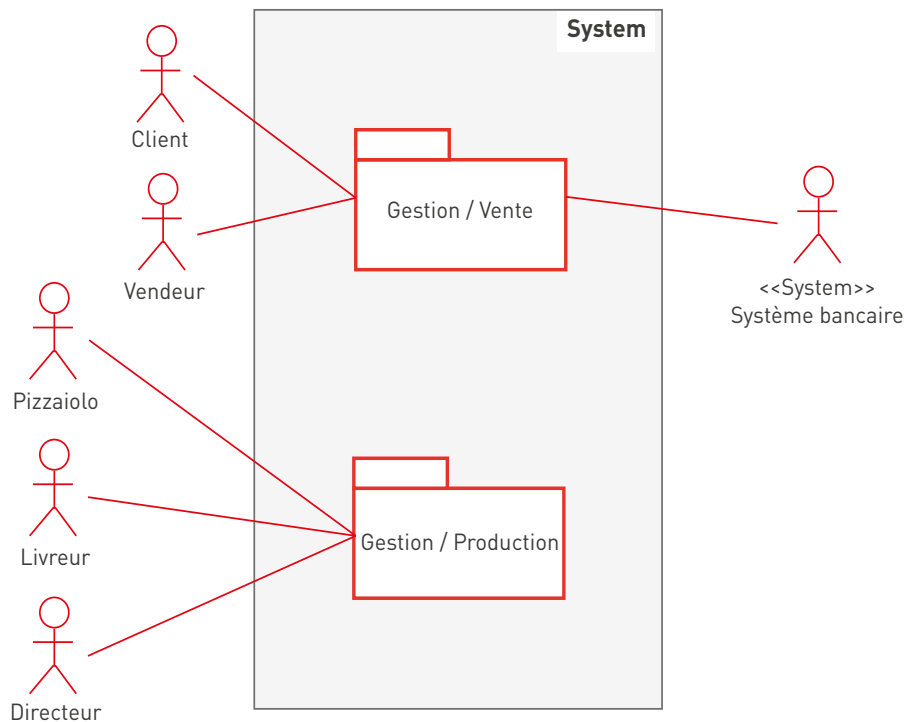 System
Client
Gestion / Vente
Vendeur
<<System>>
Système bancaire
Pizzaiolo
Gestion / Production
Livreur
Directeur